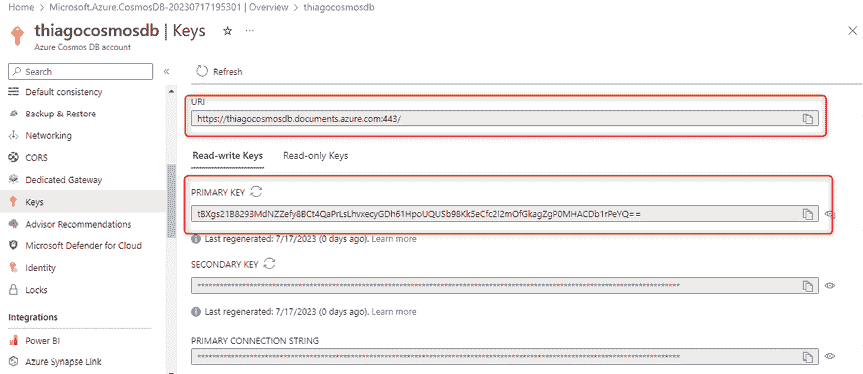 Home > Microsoft.Azure.CosmosDB-20230717195301 | Overview > thiagocosmosdb
thiagocosmosdb | Keys ☆ ...
Azure Cosmos DB account
Search
«
Refresh
Default consistency
Backup & Restore
Networking
CORS
Dedicated Gateway
Keys
Advisor Recommendations
Microsoft Defender for Cloud
Identity
Locks
Integrations
Power BI
Azure Synapse Link
URI
https://thiagocosmosdb.documents.azure.com:443/
Read-write Keys Read-only Keys
PRIMARY KEY
Last regenerated: 7/17/2023 (0 days ago). Learn more
SECONDARY KEY
Last regenerated: 7/17/2023 (0 days ago). Learn more
PRIMARY CONNECTION STRING